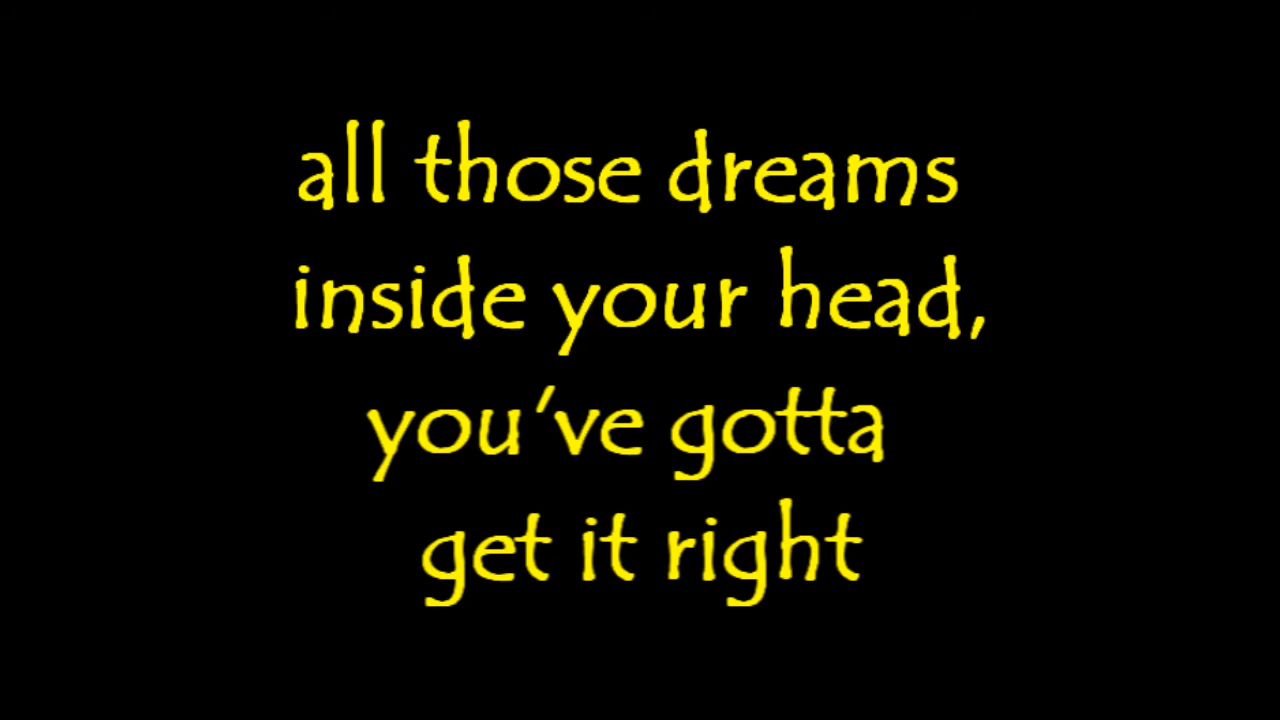 all those dreams
inside your head,
you've gotta
get it right